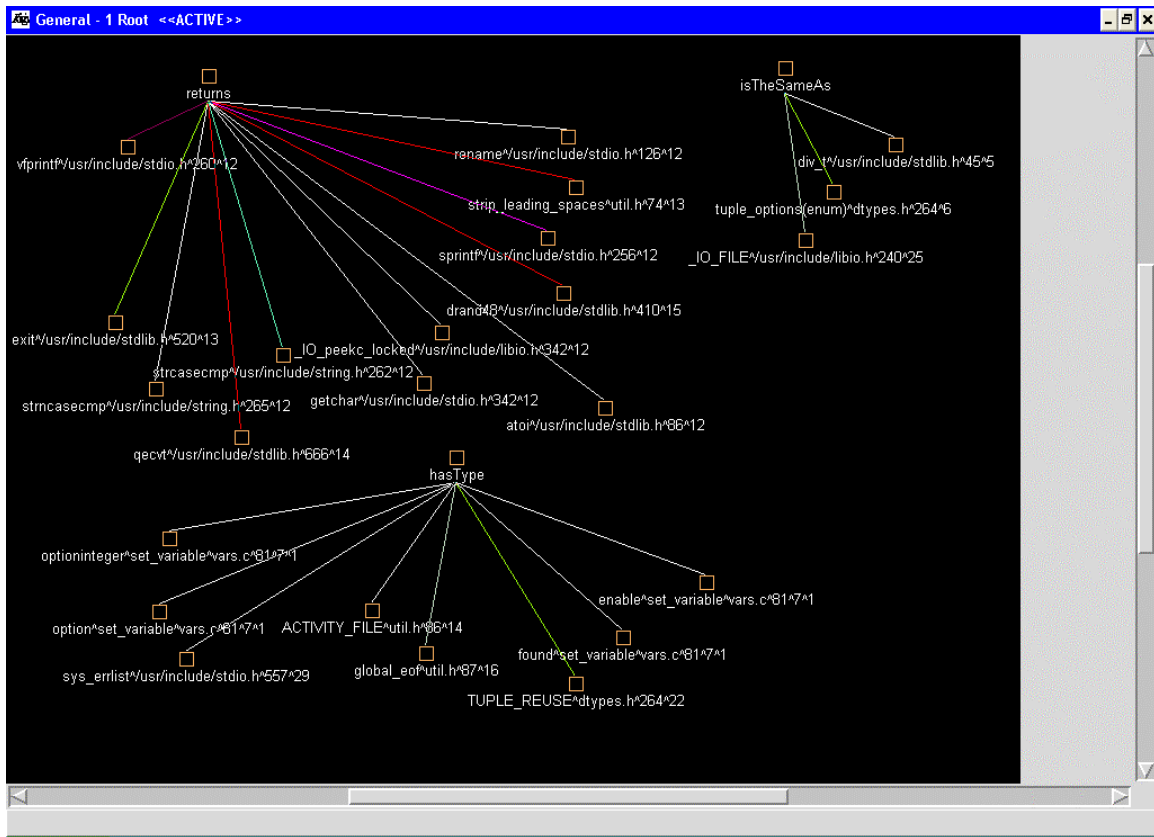 General - 1 Root <<ACTIVE>>
returns
isTheSameAs
vfprintf^/usr/include/stdio.h^260^12
rename^/usr/include/stdio.h^126^12
div_t^/usr/include/stdlib.h^45^5
strip_leading_spaces^util.h^74^13
tuple_options(enum)^dtypes.h^264^6
sprintf^/usr/include/stdio.h^256^12
_IO_FILE^/usr/include/libio.h^240^25
drand48^/usr/include/stdlib.h^410^15
exit^/usr/include/stdlib.h^520^13
_IO_peekc_locked^/usr/include/libio.h^342^12
strcasecmp^/usr/include/string.h^262^12
getchar^/usr/include/stdio.h^342^12
strncasecmp^/usr/include/string.h^265^12
atoi^/usr/include/stdlib.h^86^12
qecvt^/usr/include/stdlib.h^666^14
hasType
optioninteger^set_variable^vars.c^81^7^1
enable^set_variable^vars.c^81^7^1
option^set_variable^vars.c^81^7^1
ACTIVITY_FILE^util.h^86^14
found^set_variable^vars.c^81^7^1
global_eof^util.h^87^16
sys_errlist^/usr/include/stdio.h^557^29
TUPLE_REUSE^dtypes.h^264^22